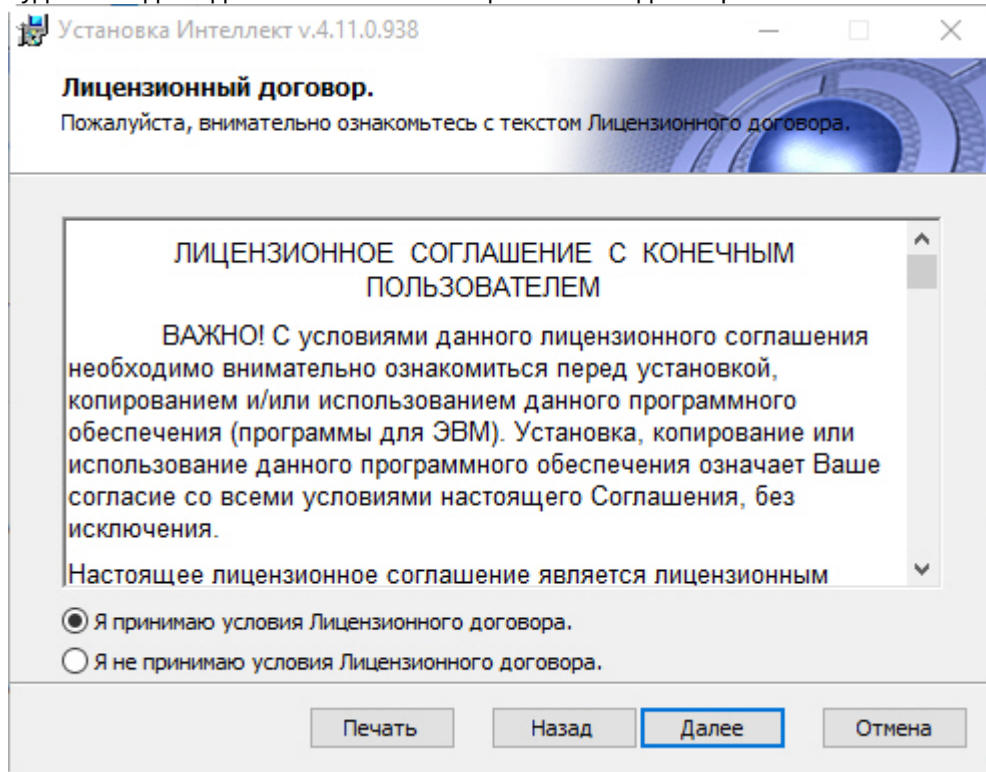 Установка Интеллект v.4.11.0.938
Лицензионный договор.
Пожалуйста, внимательно ознакомьтесь с текстом Лицензионного договора.
ЛИЦЕНЗИОННОЕ СОГЛАШЕНИЕ С КОНЕЧНЫМ
ПОЛЬЗОВАТЕЛЕМ
ВАЖНО! С условиями данного лицензионного соглашения
необходимо внимательно ознакомиться перед установкой,
копированием и/или использованием данного программного
обеспечения (программы для ЭВМ). Установка, копирование или
использование данного программного обеспечения означает Ваше
согласие со всеми условиями настоящего Соглашения, без
исключения.
Настоящее лицензионное соглашение является лицензионным
Я принимаю условия Лицензионного договора.
Я не принимаю условия Лицензионного договора.
Печать Назад Далее Отмена